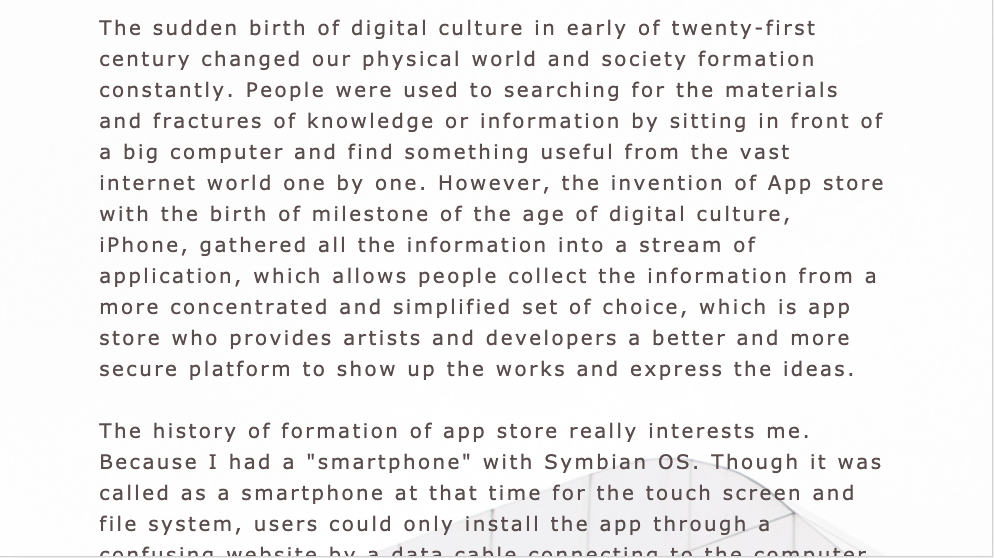 The sudden birth of digital culture in early of twenty-first
century changed our physical world and society formation
constantly. People were used to searching for the materials
and fractures of knowledge or information by sitting in front of
a big computer and find something useful from the vast
internet world one by one. However, the invention of App store
with the birth of milestone of the age of digital culture,
iPhone, gathered all the information into a stream of
application, which allows people collect the information from a
more concentrated and simplified set of choice, which is app
store who provides artists and developers a better and more
secure platform to show up the works and express the ideas.
The history of formation of app store really interests me.
Because I had a "smartphone" with Symbian OS. Though it was
called as a smartphone at that time for the touch screen and
file system, users could only install the app through a
confusing website by a data cable connecting to the computer